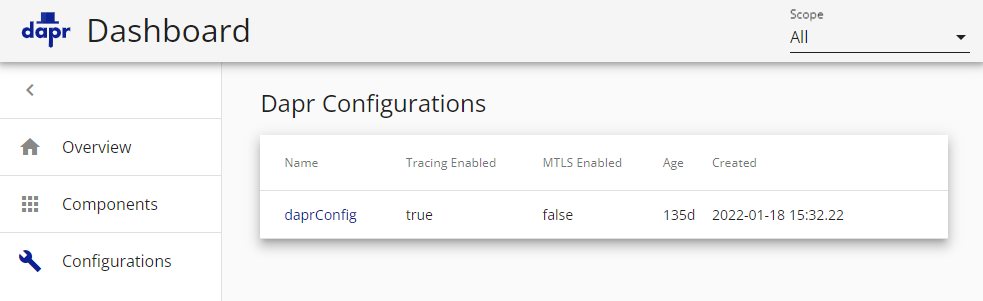 dapr Dashboard
Scope
All
Overview
Components
Configurations
Dapr Configurations
Name Tracing Enabled MTLS Enabled Age Created
daprConfig true false 135d 2022-01-18 15:32.22